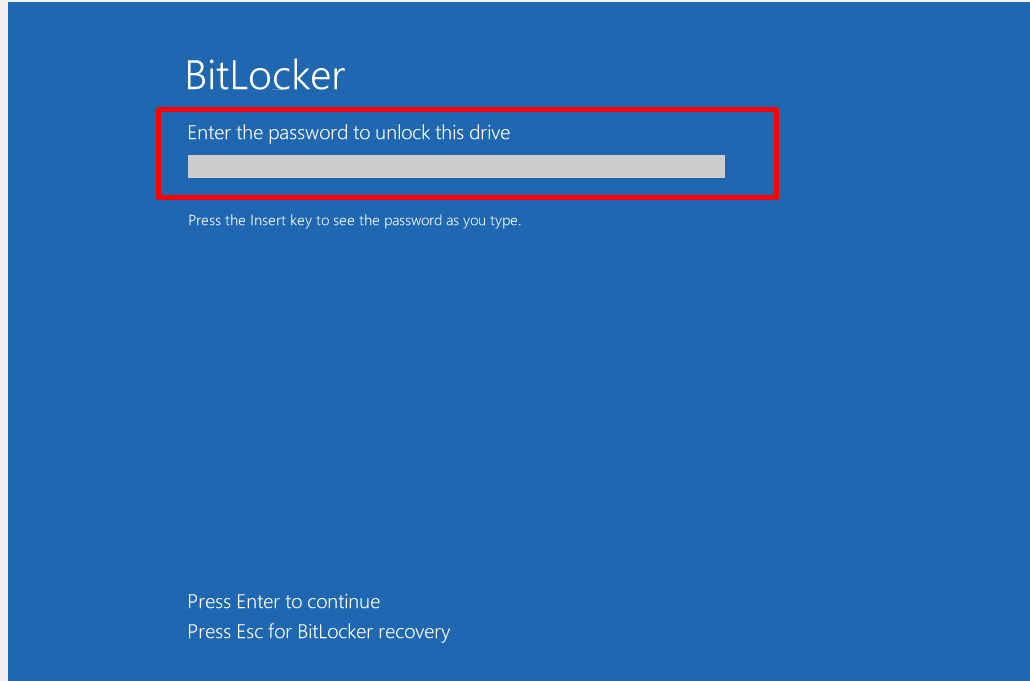 BitLocker
Enter the password to unlock this drive
Press the Insert key to see the password as you type.
Press Enter to continue
Press Esc for BitLocker recovery